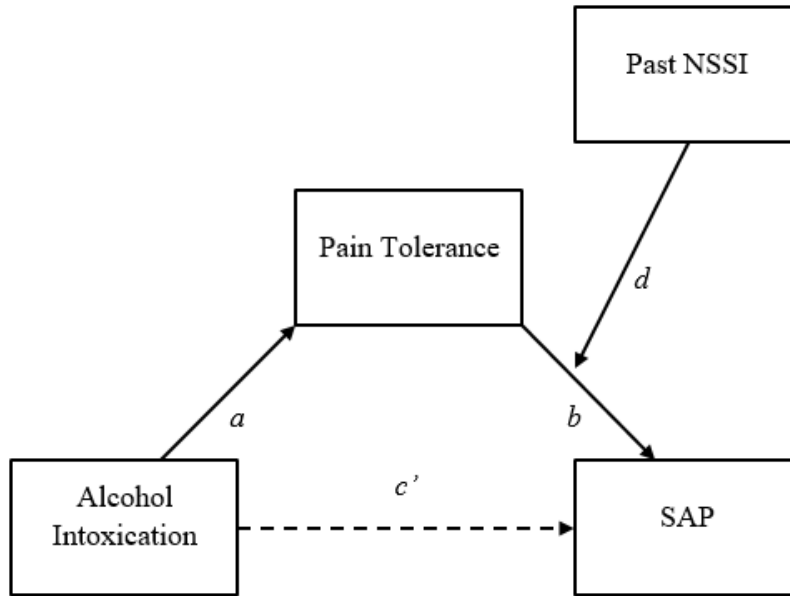 Past NSSI
Pain Tolerance
d
a
b
c’
Alcohol
Intoxication
SAP